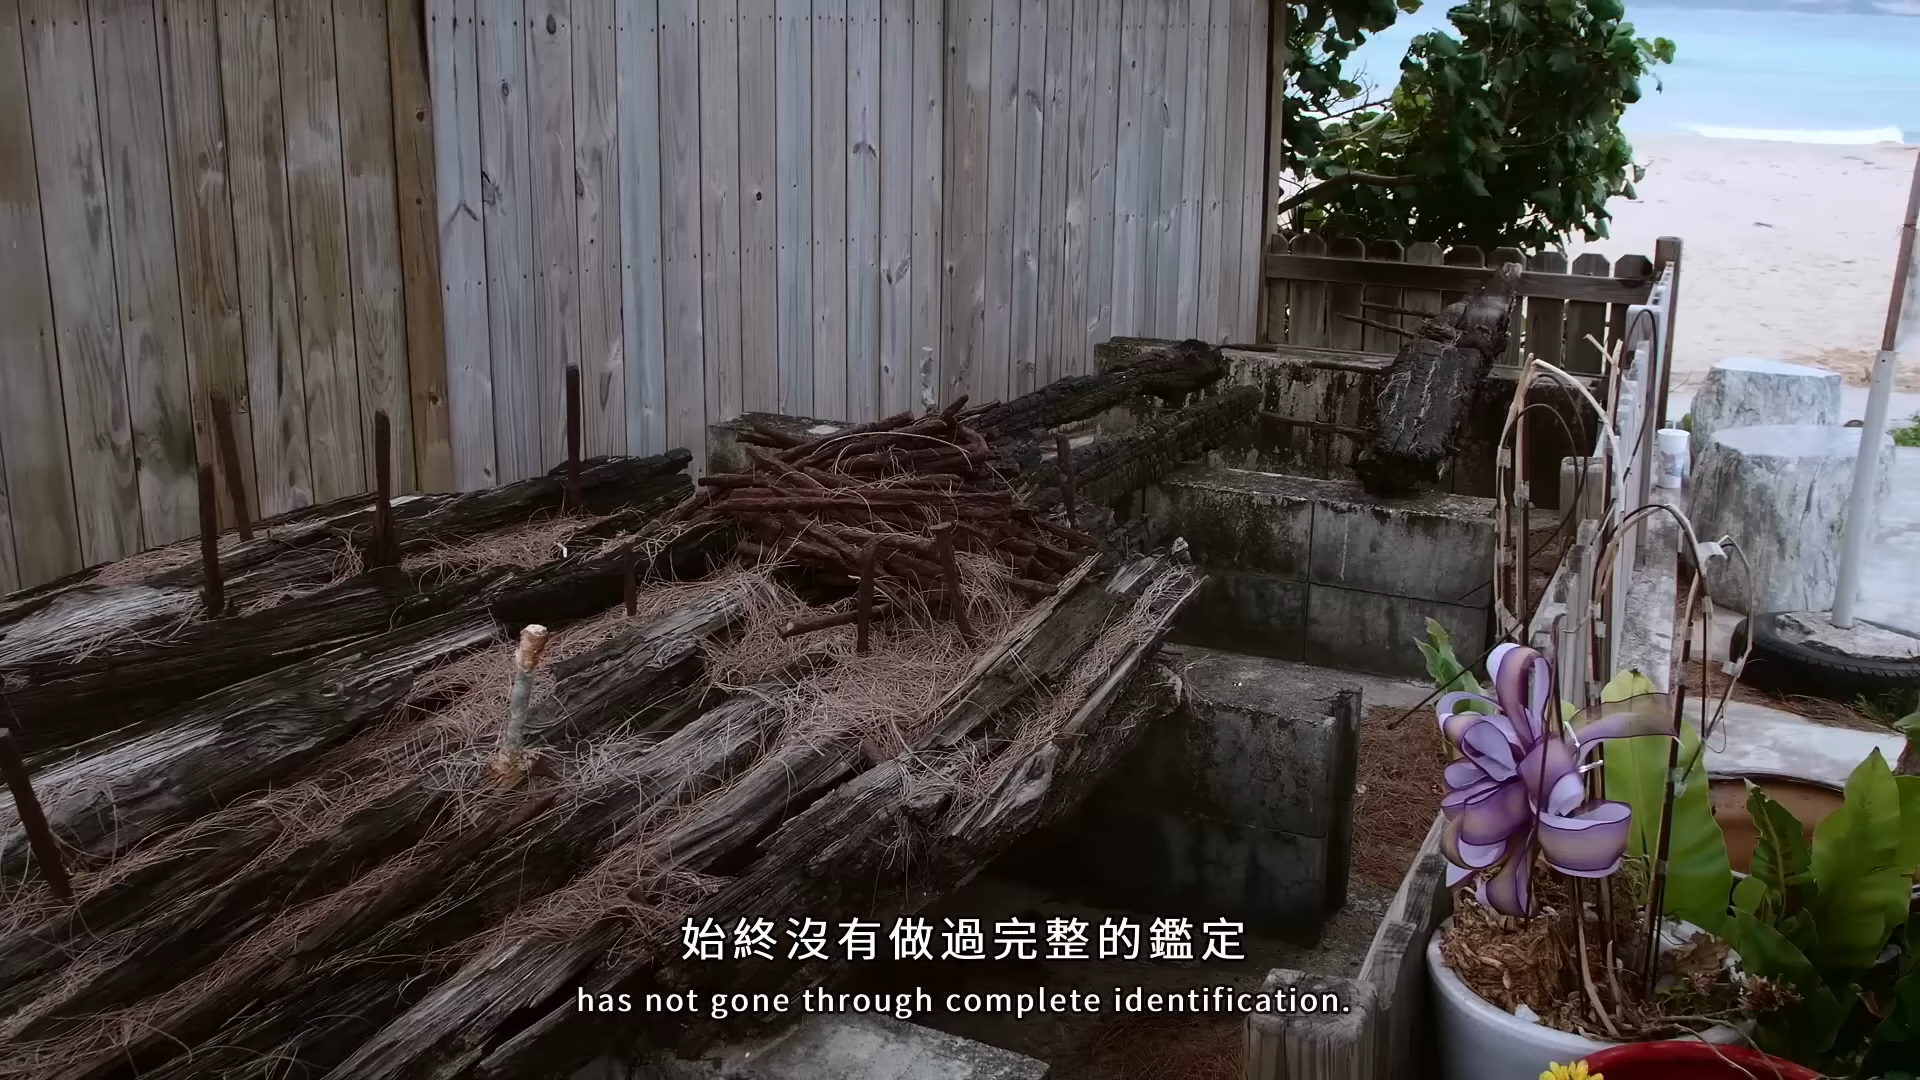 始終沒有做過完整的鑑定
has not gone through complete identification.